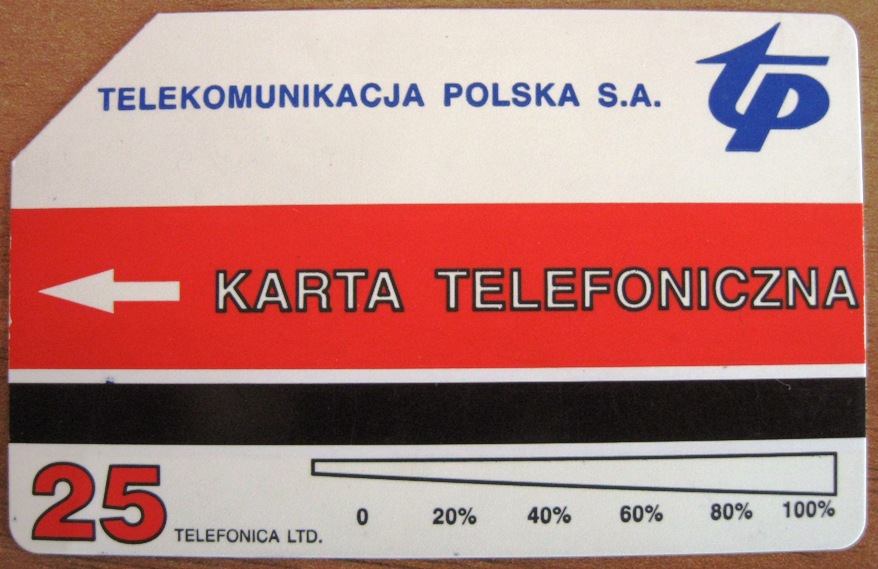 TELEKOMUNIKACJA POLSKA S.A.
tp
KARTA TELEFONICZNA
25
TELEFONICA LTD.
0 20% 40% 60% 80% 100%